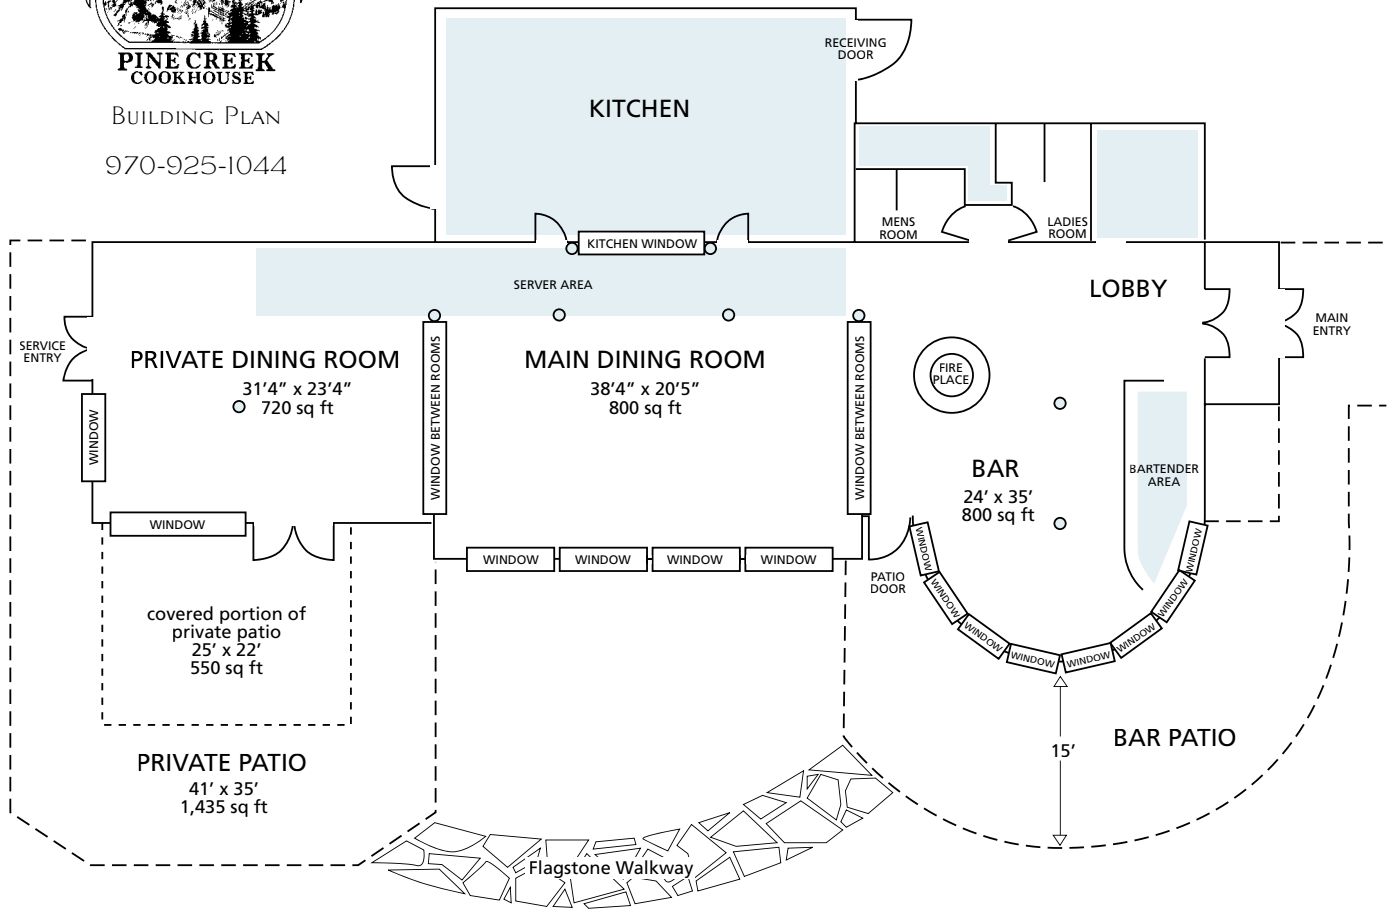 PINE CREEK
COOKHOUSE
BUILDING PLAN
970-925-1044
RECEIVING
DOOR
KITCHEN
MENS
ROOM
LADIES
ROOM
KITCHEN WINDOW
SERVER AREA
LOBBY
MAIN
ENTRY
SERVICE
ENTRY
PRIVATE DINING ROOM
31'4” x 23'4”
720 sq ft
WINDOW
WINDOW
WINDOW BETWEEN ROOMS
MAIN DINING ROOM
38'4” x 20'5”
800 sq ft
WINDOW BETWEEN ROOMS
FIRE
PLACE
BAR
24’ x 35’
800 sq ft
BARTENDER
AREA
WINDOW
WINDOW
WINDOW
WINDOW
PATIO
DOOR
WINDOW
WINDOW
WINDOW
WINDOW
WINDOW
WINDOW
WINDOW
WINDOW
covered portion of
private patio
25’ x 22’
550 sq ft
PRIVATE PATIO
41’ x 35’
1,435 sq ft
15’
BAR PATIO
Flagstone Walkway